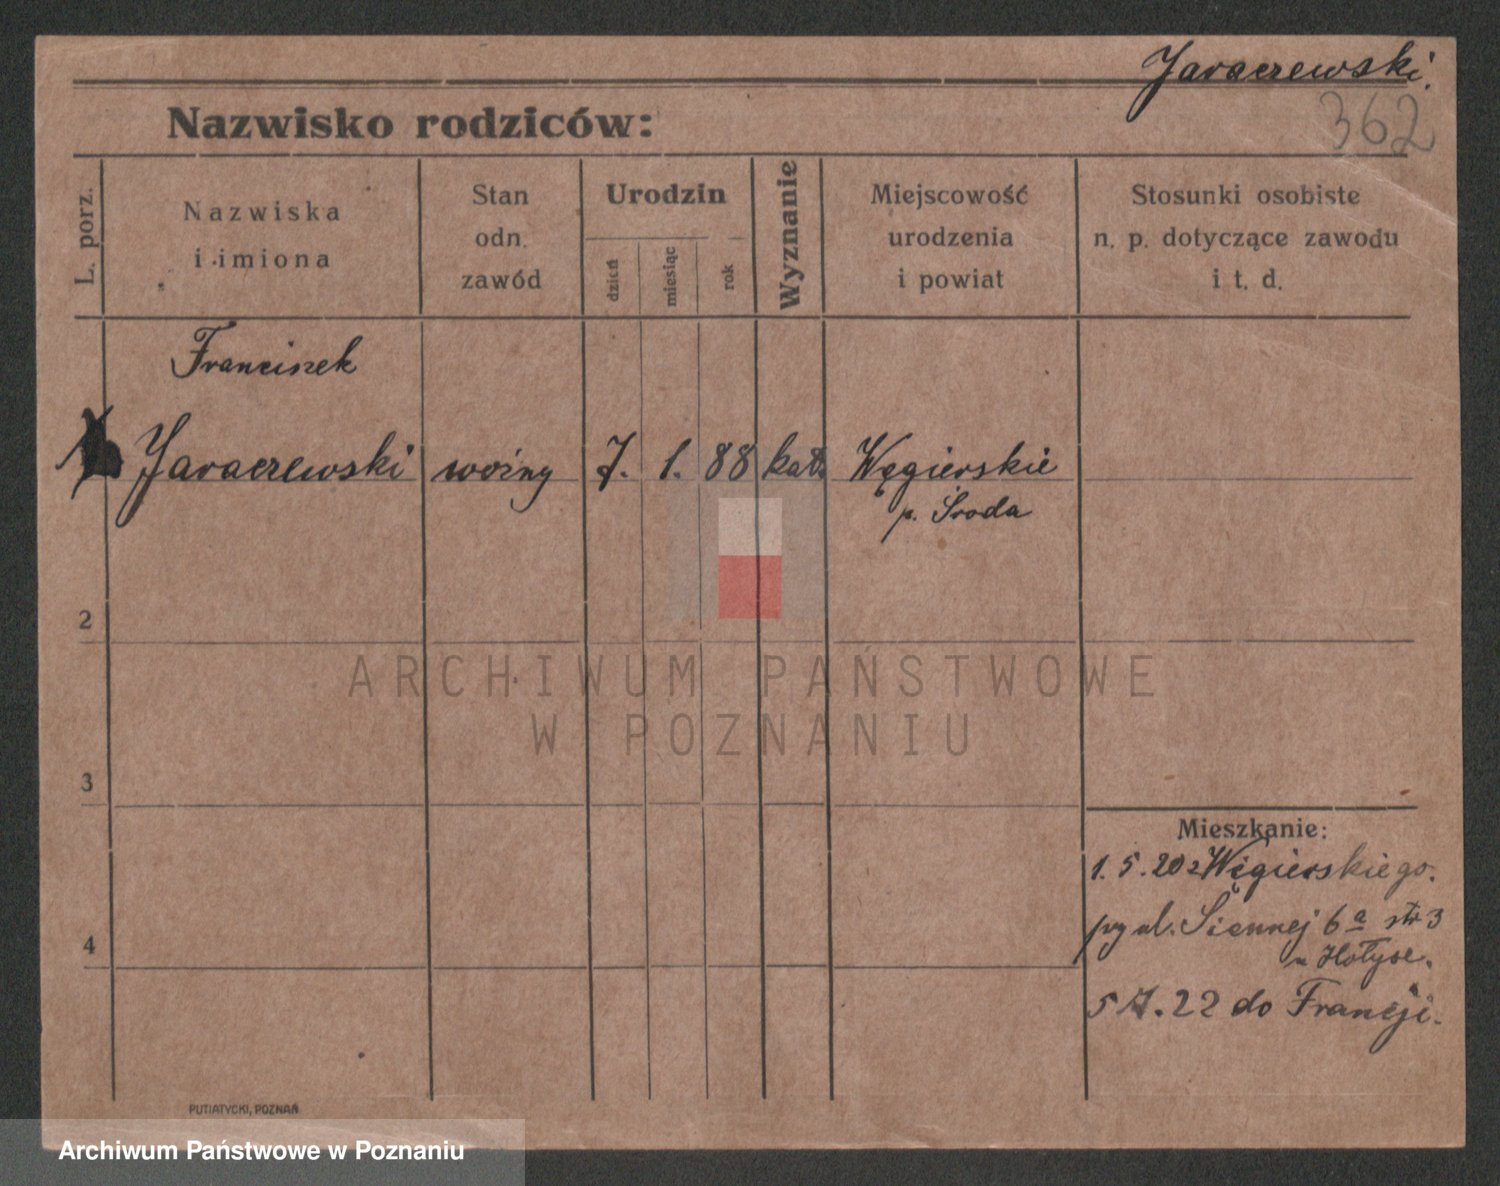 Jaraczewski.
362
Nazwisko rodziców:
L. porz.
Nazwiska
i imiona
Stan
odn.
zawód
Urodzin
dzień
miesiąc
rok
Wyznanie
Miejscowość
urodzenia
i powiat
Stosunki osobiste
n. p. dotyczące zawodu
i t. d.
Franciszek
1 Jaraczewski woźny 7. 1. 88 kat. Węgierskie
p. Środa
2
ARCHIWUM PAŃSTWOWE
W POZNANIU
3
Mieszkanie:
1. 5. 20 z Węgierskiego.
przy ul. Siennej 6a str 3
u
4
5 7. 22 do Francji.
PUTIATYCKI, POZNAŃ
Archiwum Państwowe w Poznaniu